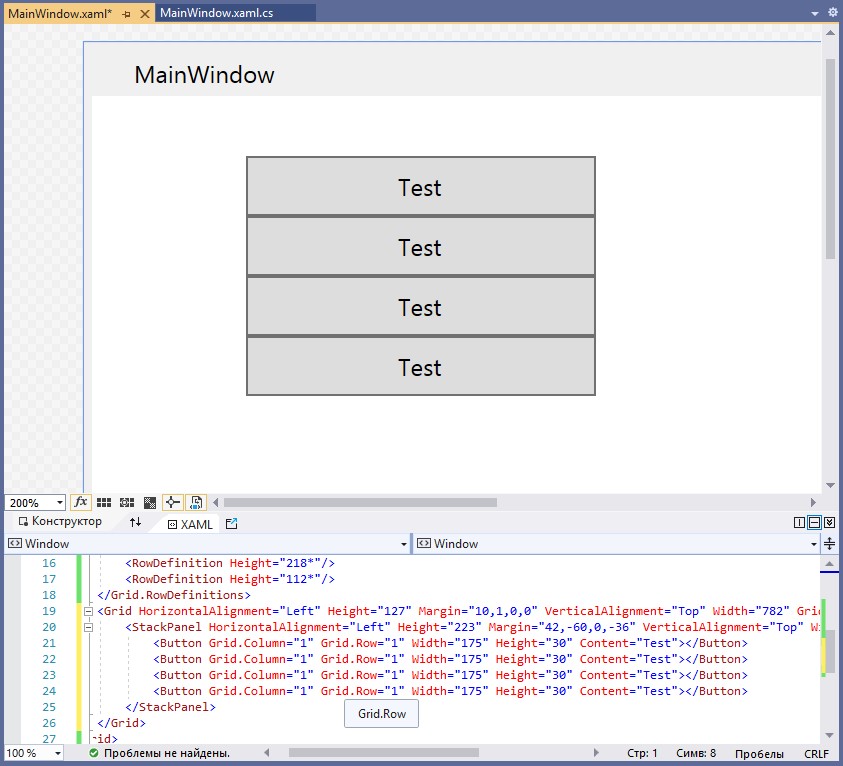 MainWindow.xaml* MainWindow.xaml.cs
MainWindow
Test
Test
Test
Test
200% fx
Конструктор XAML
Window Window
16 <RowDefinition Height="218*"/>
17 <RowDefinition Height="112*"/>
18 </Grid.RowDefinitions>
19 <Grid HorizontalAlignment="Left" Height="127" Margin="10,1,0,0" VerticalAlignment="Top" Width="782" Gri
20 <StackPanel HorizontalAlignment="Left" Height="223" Margin="42,-60,0,-36" VerticalAlignment="Top" Wi
21 <Button Grid.Column="1" Grid.Row="1" Width="175" Height="30" Content="Test"></Button>
22 <Button Grid.Column="1" Grid.Row="1" Width="175" Height="30" Content="Test"></Button>
23 <Button Grid.Column="1" Grid.Row="1" Width="175" Height="30" Content="Test"></Button>
24 <Button Grid.Column="1" Grid.Row="1" Width="175" Height="30" Content="Test"></Button>
25 </StackPanel>
Grid.Row
26 </Grid>
27 id>
100 % Проблемы не найдены. Стр: 1 Симв: 8 Пробелы CRLF